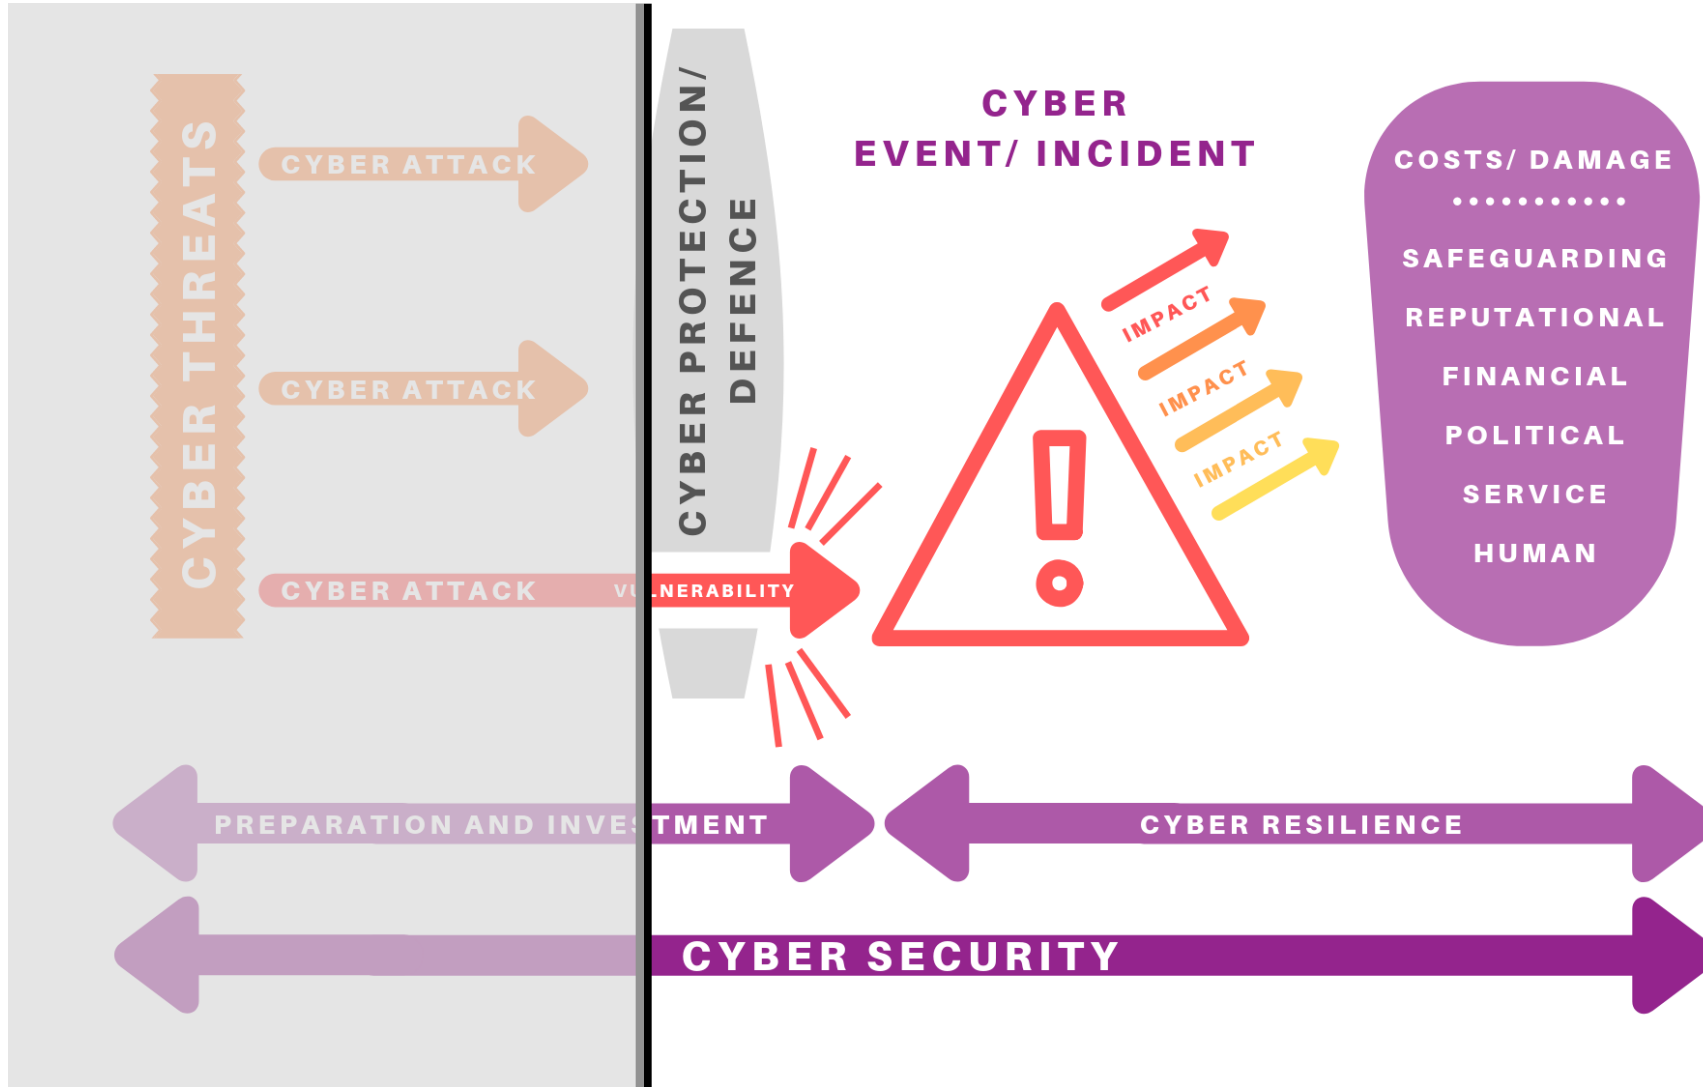 CYBER THREATS
CYBER ATTACK
CYBER ATTACK
CYBER ATTACK
VULNERABILITY
CYBER PROTECTION/
DEFENCE
CYBER
EVENT/ INCIDENT
IMPACT
IMPACT
IMPACT
COSTS/ DAMAGE
SAFEGUARDING
REPUTATIONAL
FINANCIAL
POLITICAL
SERVICE
HUMAN
PREPARATION AND INVESTMENT
CYBER RESILIENCE
CYBER SECURITY